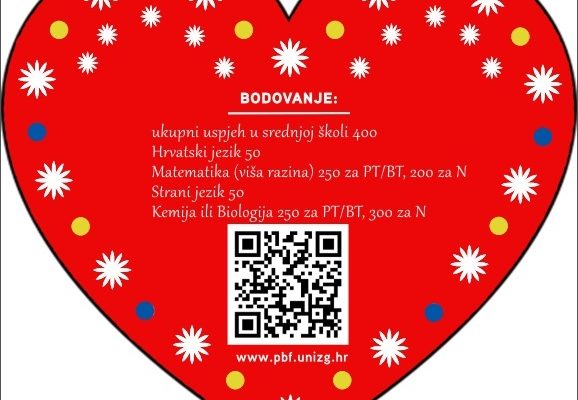 BODOVANJE:
ukupni uspjeh u srednjoj školi 400
Hrvatski jezik 50
Matematika (viša razina) 250 za PT/BT, 200 za N
Strani jezik 50
Kemija ili Biologija 250 za PT/BT, 300 za N
www.pbf.unizg.hr